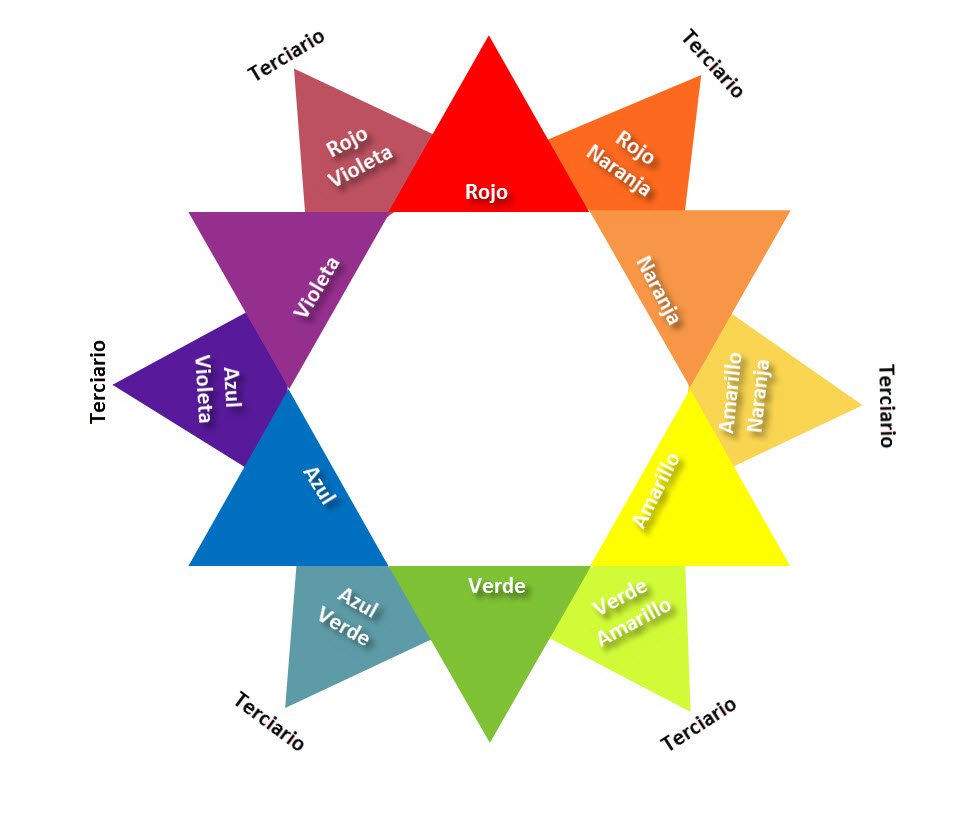 Terciario
Terciario
Rojo
Violeta
Rojo
Rojo
Naranja
Violeta
Naranja
Terciario
Azul
Violeta
Amarillo
Naranja
Terciario
Azul
Amarillo
Azul
Verde
Verde
Verde
Amarillo
Terciario
Terciario